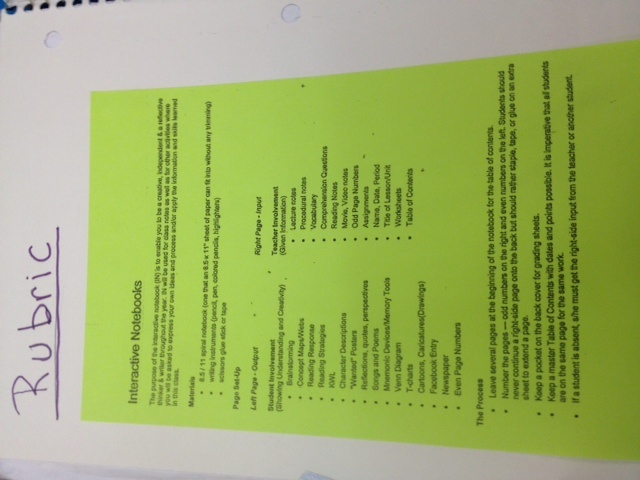 Rubric
Interactive Notebooks
The purpose of the interactive notebook (IN) is to enable you to be a creative, independent & a reflective
thinker & writer throughout the year. IN will be used for class notes as well as for other activities where
you will be asked to express your own ideas and process and/or apply the information and skills learned
in this class.
Materials
• 8.5 / 11 spiral notebook (one that an 8.5 x 11" sheet of paper can fit into without any trimming)
• writing instruments (pencil, pen, colored pencils, highlighters)
• scissors glue stick or tape
Page Set-Up
Left Page - Output
Student Involvement
(Showing Understanding and Creativity)
• Brainstorming
• Concept Maps/Webs
• Reading Response
• Reading Strategies
• KWL
• Character Descriptions
• "Wanted" Posters
• Reflections, quotes, perspectives
• Songs and Poems
• Mnemonic Devices/Memory Tools
• Venn Diagram
• T-charts
• Cartoons, Caricatures(Drawings)
• Facebook Entry
• Newspaper
• Even Page Numbers
Right Page - Input
Teacher Involvement
(Given Information)
• Lecture notes
• Procedural notes
• Vocabulary
• Comprehension Questions
• Reading Notes
• Movie, Video notes
• Odd Page Numbers
• Assignments
• Name, Date, Period
• Title of Lesson/Unit
• Worksheets
• Table of Contents
The Process
• Leave several pages at the beginning of the notebook for the table of contents.
• Number the pages – odd numbers on the right and even numbers on the left. Students should
never continue a right-side page onto the back but should rather staple, tape, or glue on an extra
sheet to extend a page.
• Keep a pocket on the back cover for grading sheets.
• Keep a master Table of Contents with dates and points possible. It is imperative that all students
are on the same page for the same work.
• If a student is absent, s/he must get the right-side input from the teacher or another student.